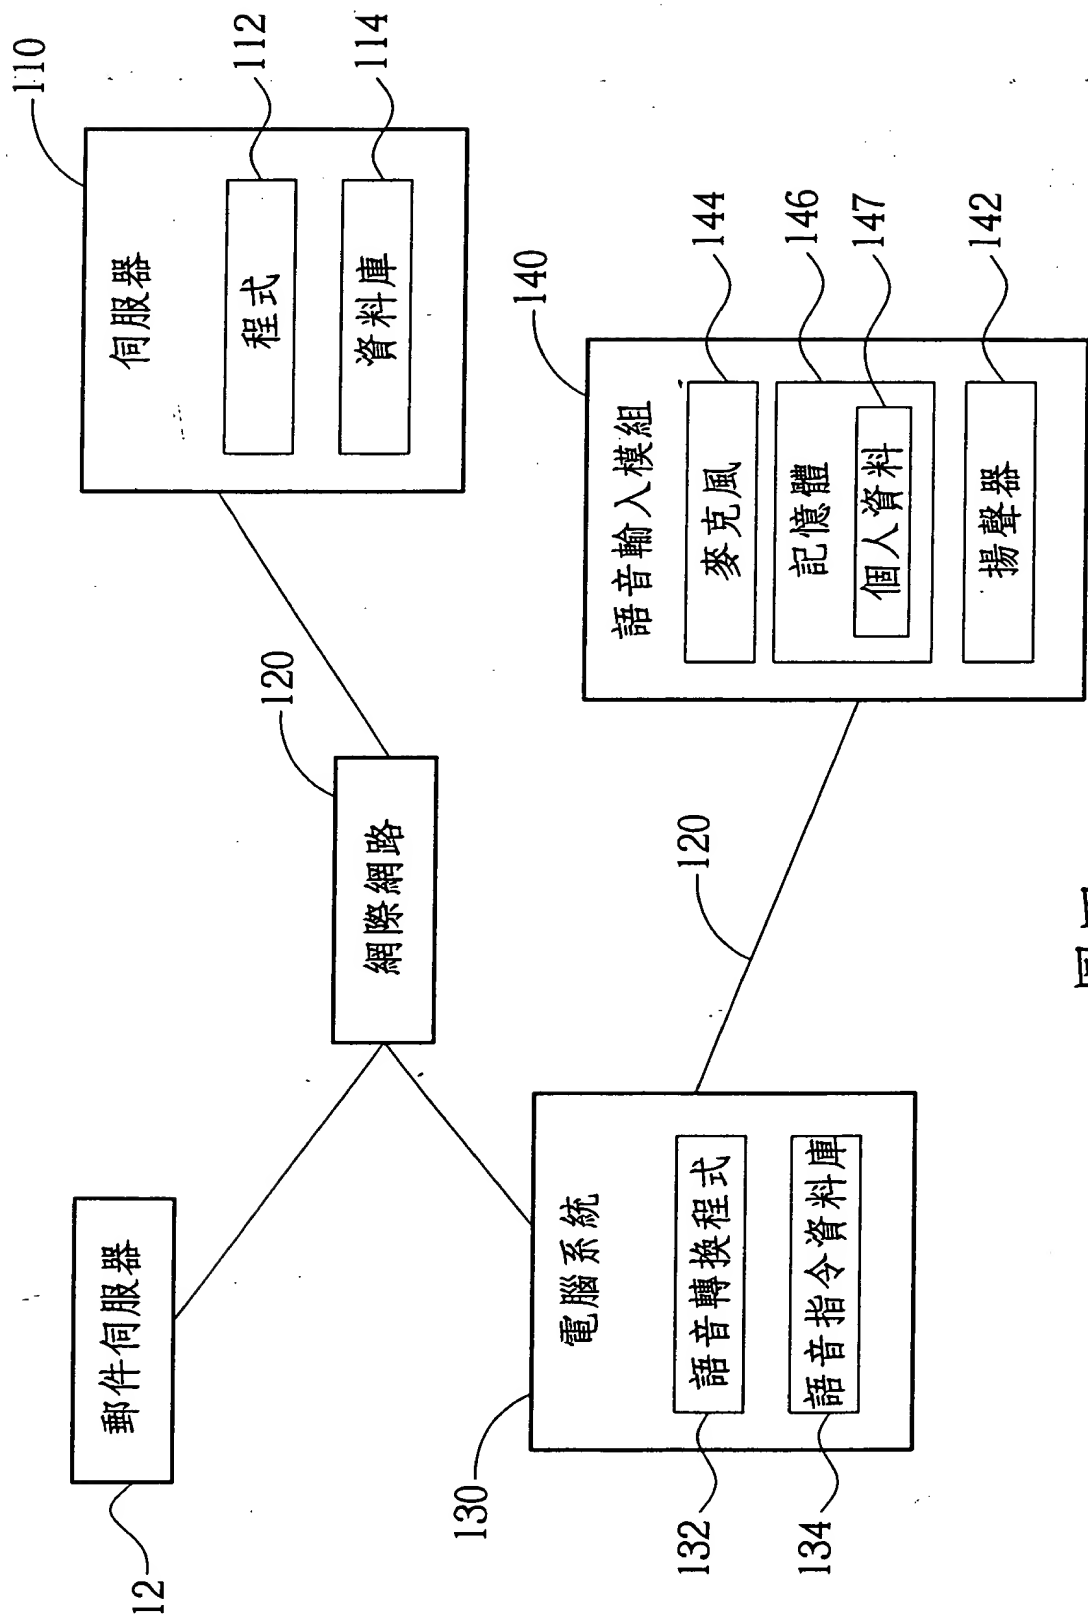 12
郵件伺服器
120
網際網路
110
伺服器
程式
112
資料庫
114
130
電腦系統
語音轉換程式
132
語音指令資料庫
134
120
140
語音輸入模組
麥克風
144
記憶體
146
個人資料
147
揚聲器
142